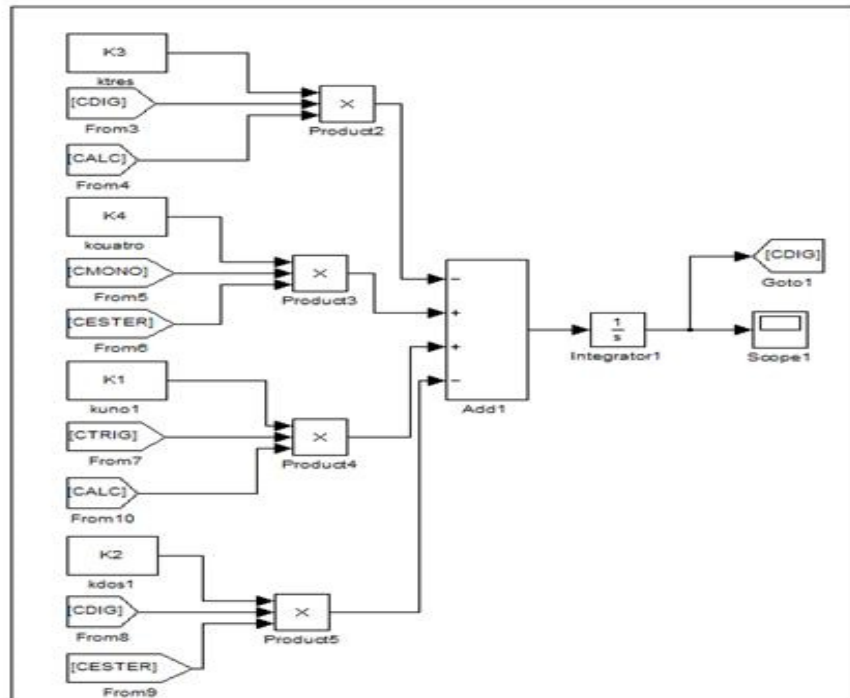 K3
ktres
[CDIG]
From3
×
Product2
[CALC]
From4
K4
kcuatro
[CMONO]
From5
×
Product3
[CESTER]
From6
K1
kuno1
[CTRIG]
From7
×
Product4
[CALC]
From10
K2
kdos1
[CDIG]
From8
×
Product5
[CESTER]
From9
−
+
+
−
Add1
1
s
Integrator1
[CDIG]
Goto1
Scope1